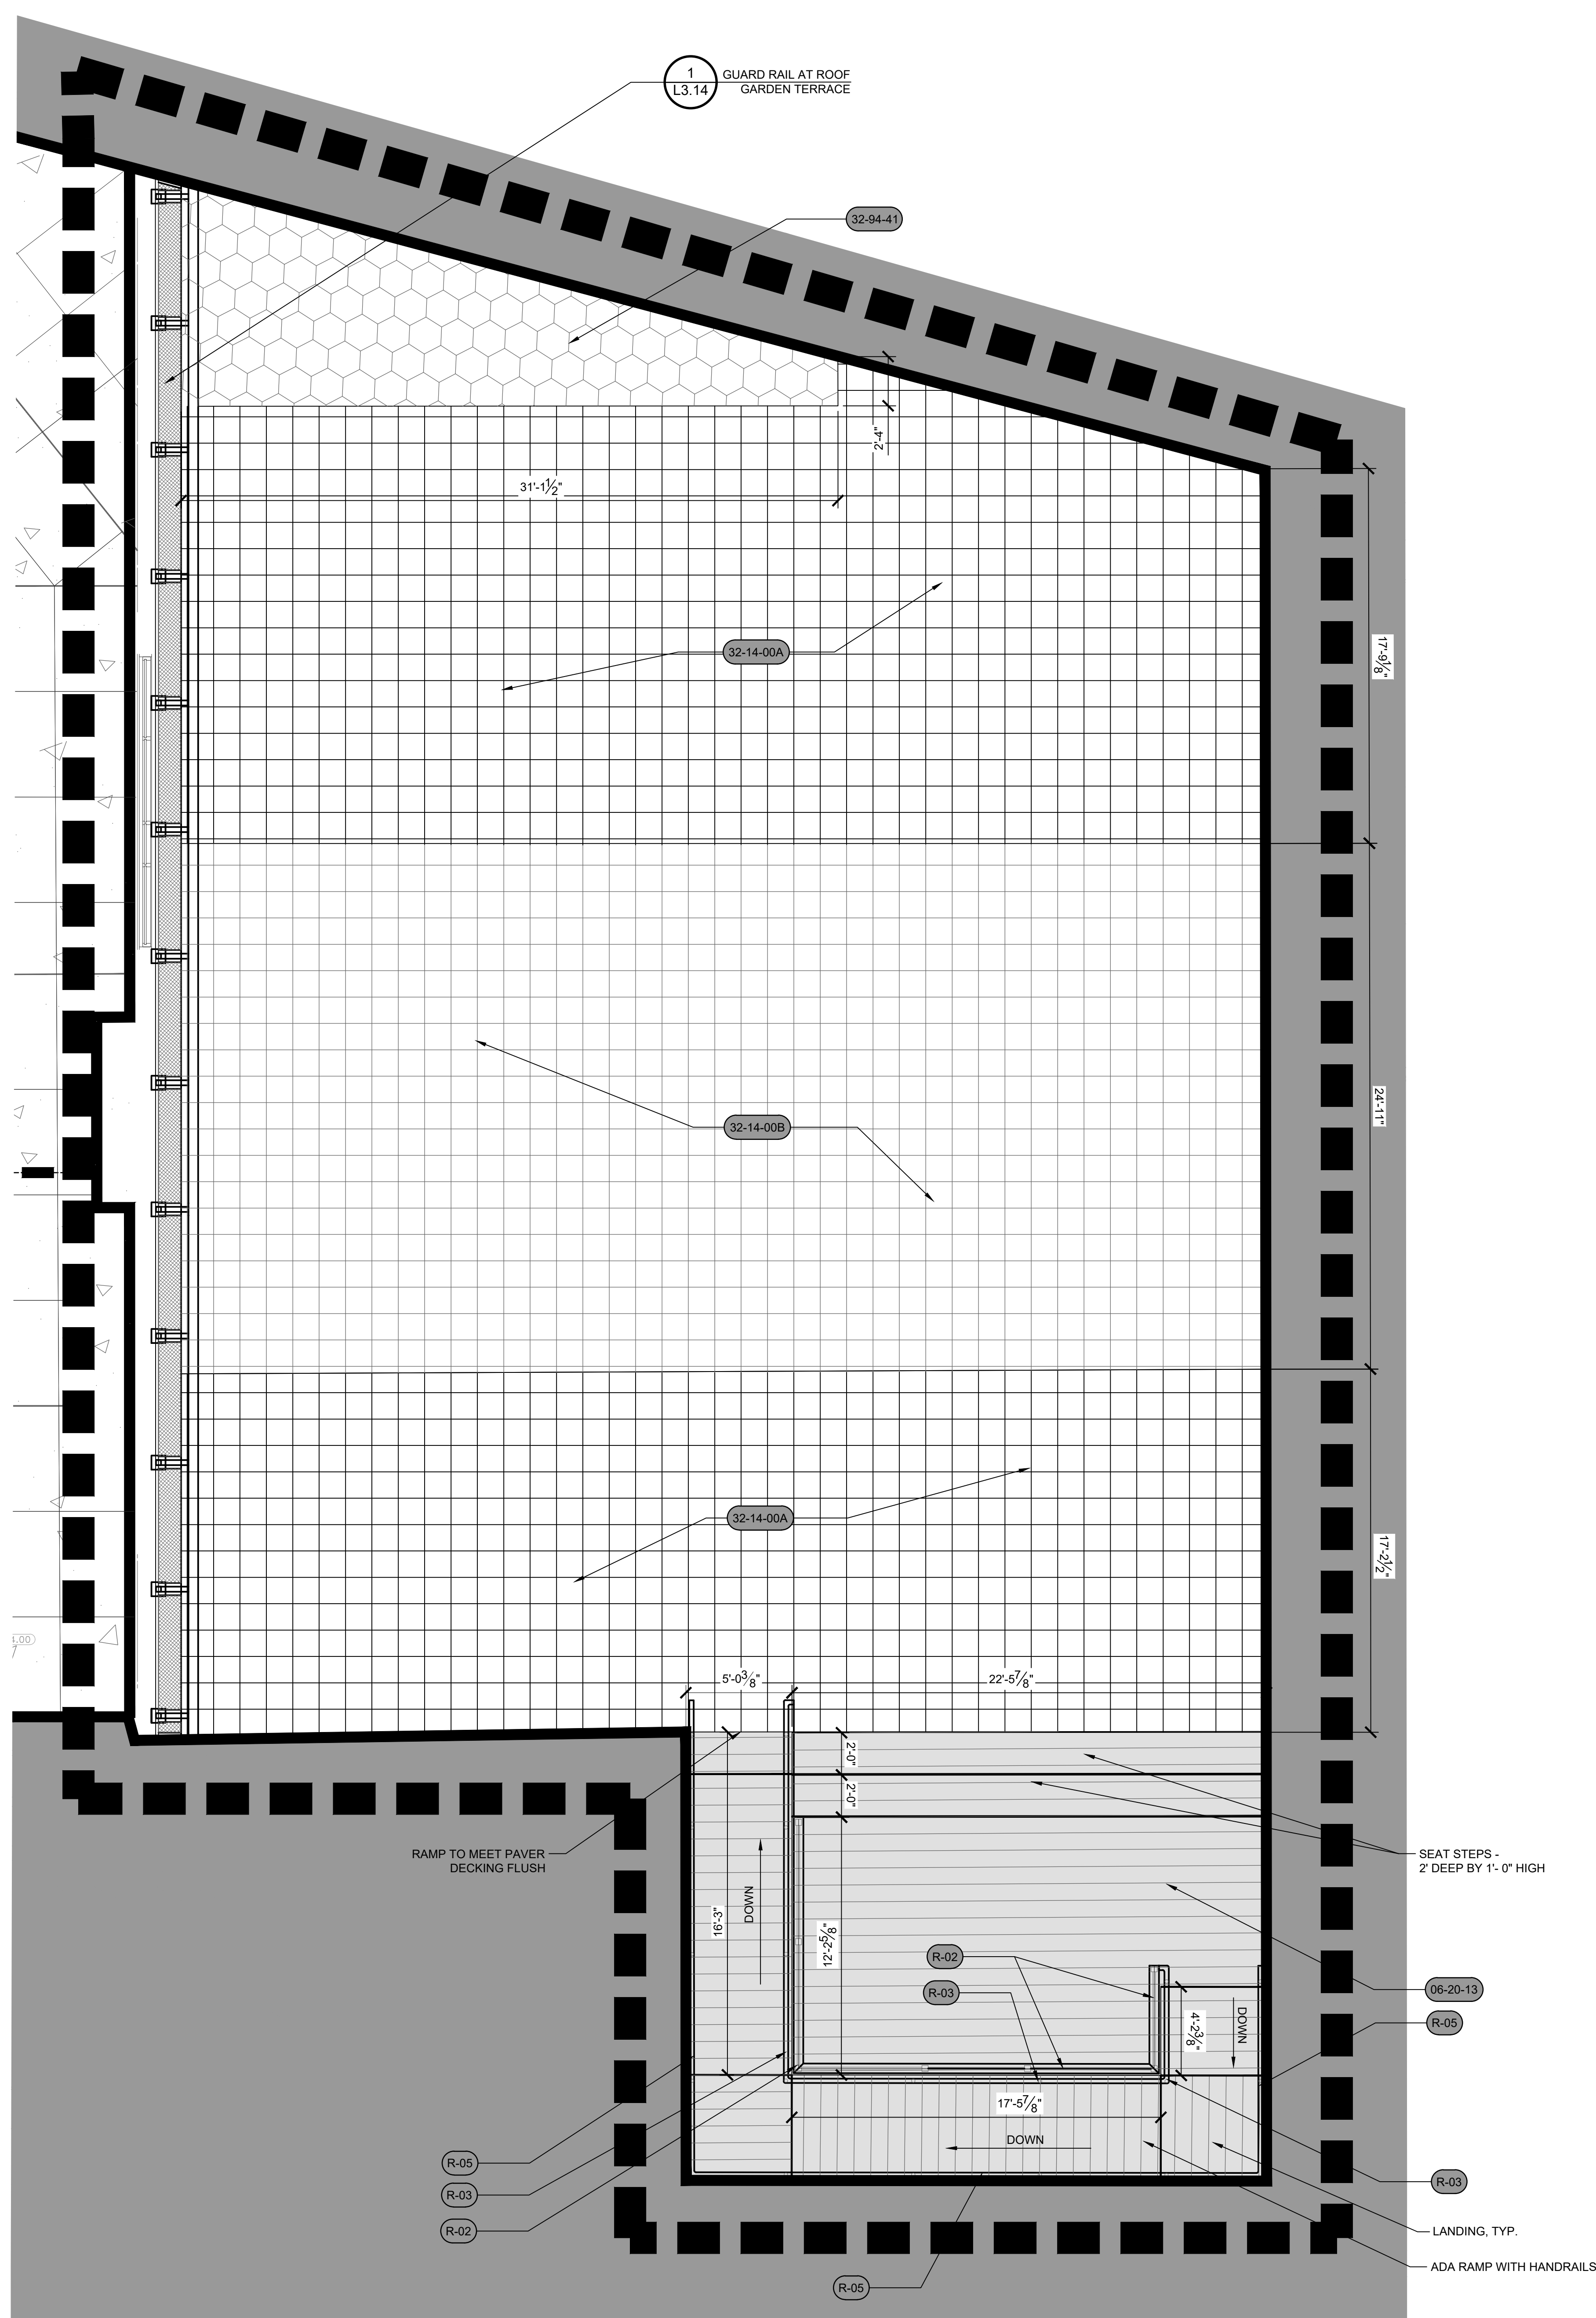 1
L3.14
GUARD RAIL AT ROOF
GARDEN TERRACE
32-94-41
2'-4"
31'-1½"
32-14-00A
17'-9⅛"
24'-11"
32-14-00B
32-14-00A
17'-2½"
5'-0⅜"
22'-5⅞"
2'-0"
2'-0"
RAMP TO MEET PAVER
DECKING FLUSH
SEAT STEPS -
2' DEEP BY 1'- 0" HIGH
DOWN
16'-3"
12'-2⅝"
R-02
R-03
06-20-13
R-05
4'-2⅜"
DOWN
17'-5⅞"
DOWN
R-05
R-03
R-02
R-03
LANDING, TYP.
ADA RAMP WITH HANDRAILS
R-05